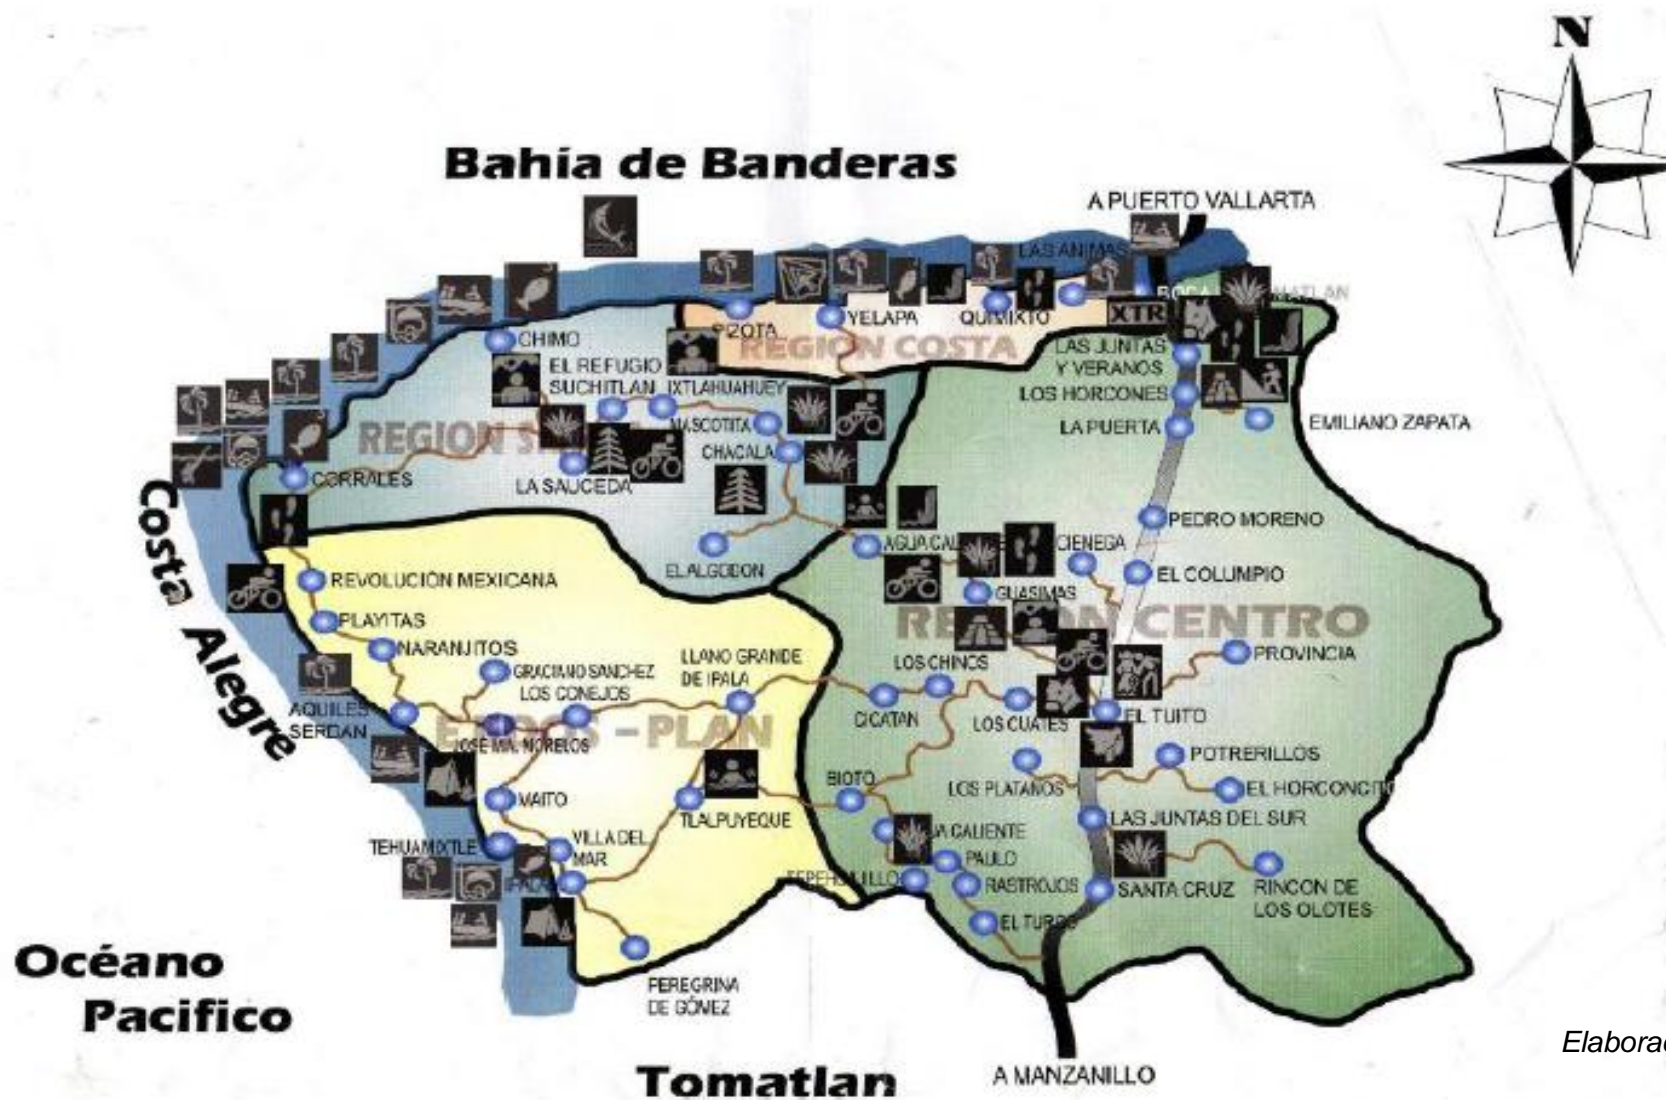 N
Bahía de Banderas
A PUERTO VALLARTA
LAS ANIMAS
BOCA
XTR
PIZOTA
YELAPA
QUIMIXTO
REGION COSTA
CHIMO
EL REFUGIO
SUCHITLAN
IXTLAHUAHUEY
MASCOTITA
CHACALA
REGION
LA SAUCEDA
CORRALES
EL ALGODON
LAS JUNTAS
Y VERANOS
LOS HORCONES
LA PUERTA
EMILIANO ZAPATA
PEDRO MORENO
CIENEGA
EL COLUMPIO
GUASIMAS
CENTRO
PROVINCIA
LOS CHINOS
CICATAN
LOS CUATES
EL TUITO
POTRERILLOS
LOS PLATANOS
EL HORCONCITO
BIOTO
LAS JUNTAS DEL SUR
CALIENTE
PAULO
RASTROJOS
SANTA CRUZ
RINCON DE
LOS OLOTES
Costa Alegre
REVOLUCIÓN MEXICANA
PLAYITAS
NARANJITOS
GRACIANO SANCHEZ
LOS CONEJOS
LLANO GRANDE
DE IPALA
AQUILES
SERDAN
PLAN
JOSE MA. MORELOS
MAITO
TLALPUYEQUE
TEHUAMIXTLE
VILLA DEL
MAR
PEREGRINA
DE GÓMEZ
Océano
Pacifico
Tomatlan
A MANZANILLO